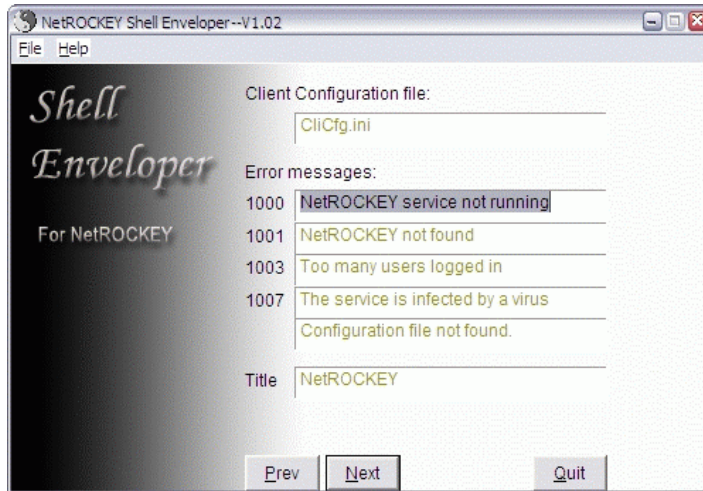 NetROCKEY Shell Enveloper--V1.02
File Help
Shell
Enveloper
For NetROCKEY
Client Configuration file:
CliCfg.ini
Error messages:
1000 NetROCKEY service not running
1001 NetROCKEY not found
1003 Too many users logged in
1007 The service is infected by a virus
Configuration file not found.
Title NetROCKEY
Prev Next Quit